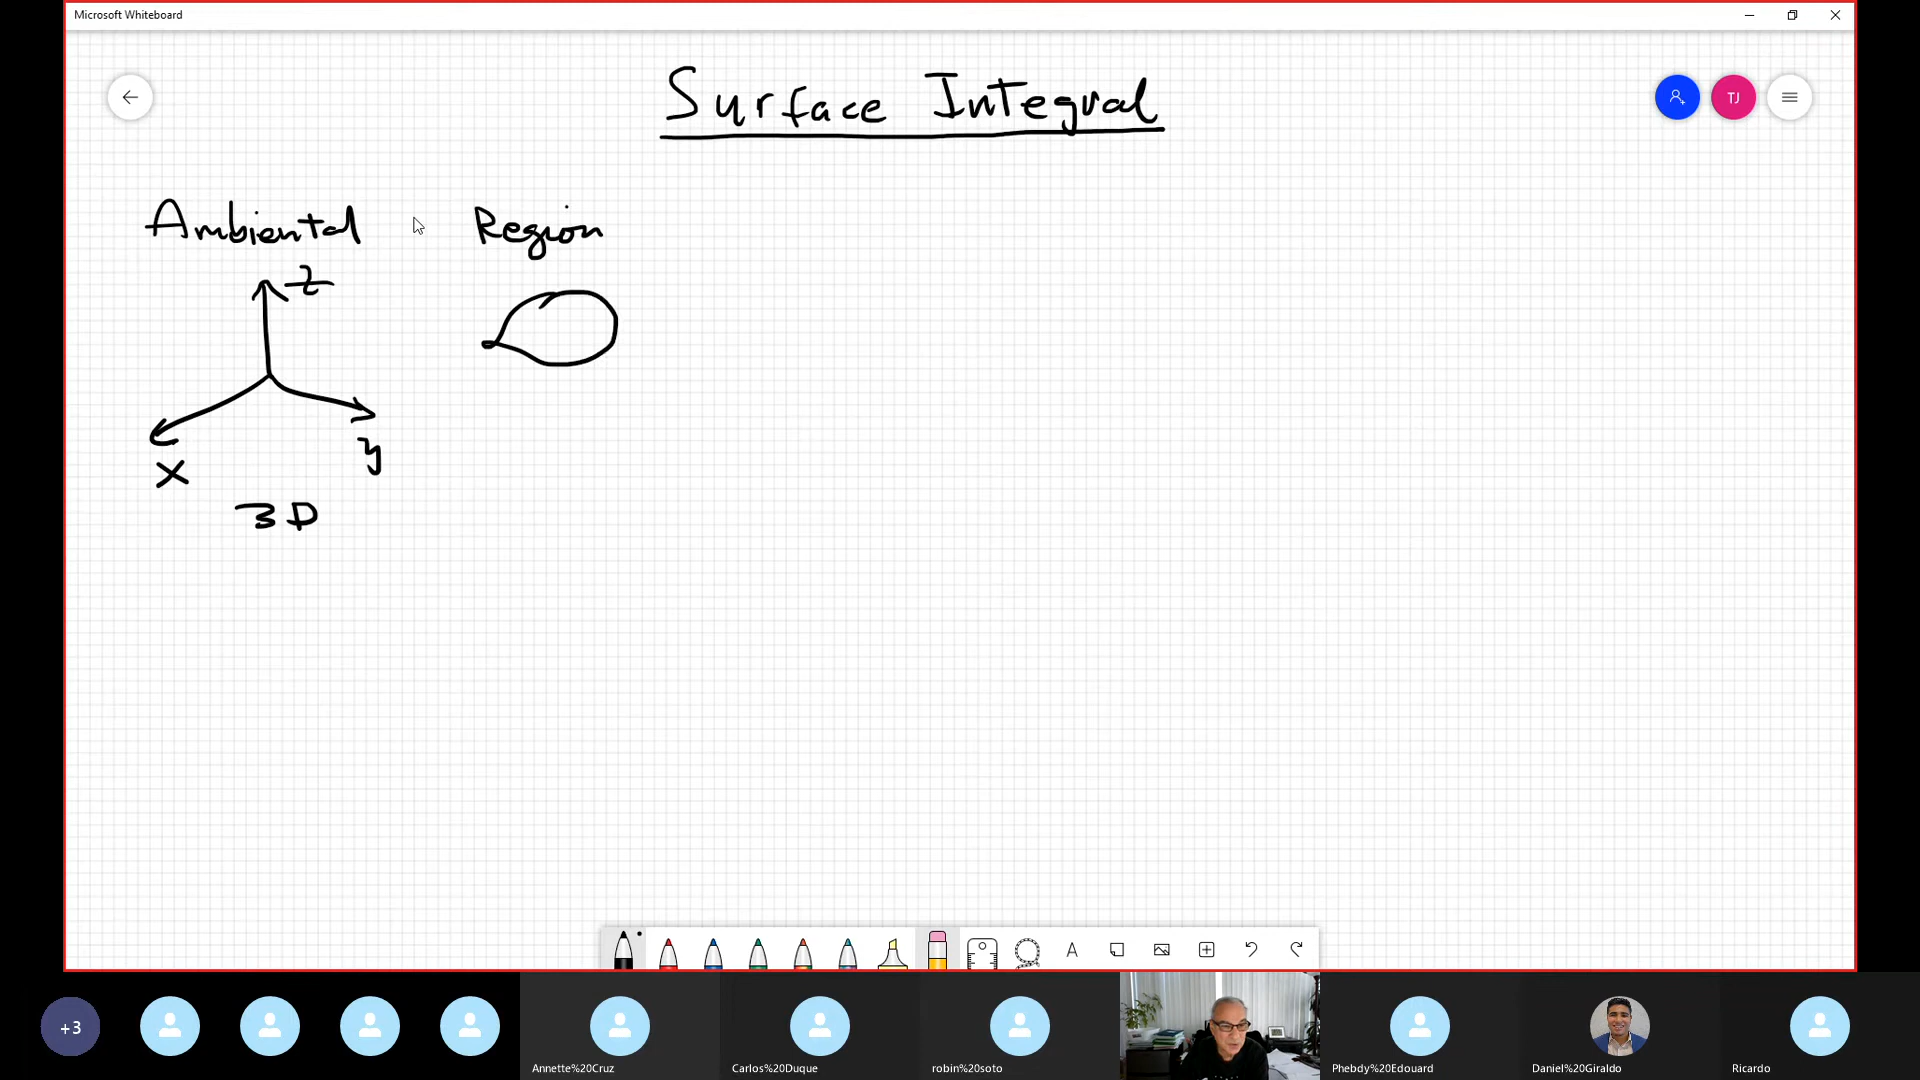 Microsoft Whiteboard
Surface Integral
TJ
Ambiental Region
z
x
y
3D
A
+3
Annette%20Cruz
Carlos%20Duque
robin%20soto
Phebdy%20Edouard
Daniel%20Giraldo
Ricardo